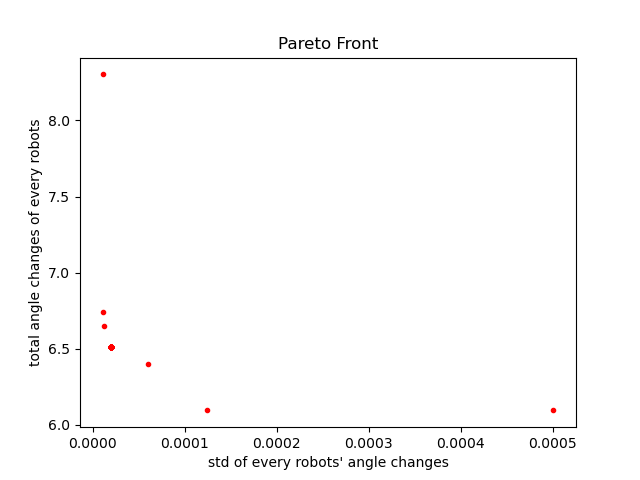 Pareto Front
total angle changes of every robots
8.0
7.5
7.0
6.5
6.0
0.0000 0.0001 0.0002 0.0003 0.0004 0.0005
std of every robots' angle changes